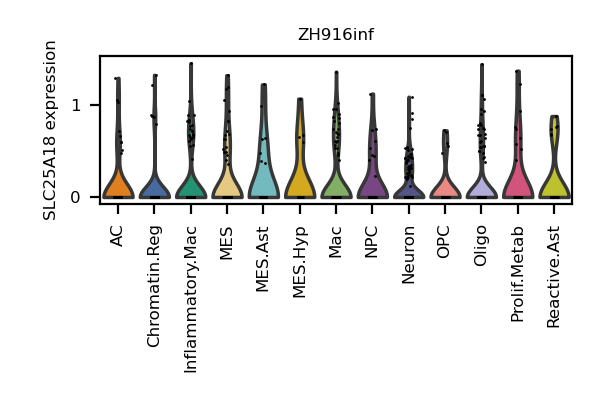 ZH916inf
SLC25A18 expression
1
0
AC
Chromatin.Reg
Inflammatory.Mac
MES
MES.Ast
MES.Hyp
Mac
NPC
Neuron
OPC
Oligo
Prolif.Metab
Reactive.Ast